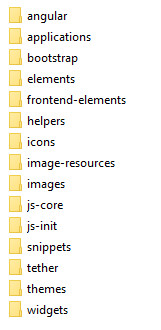 angular
applications
bootstrap
elements
frontend-elements
helpers
icons
image-resources
images
js-core
js-init
snippets
tether
themes
widgets